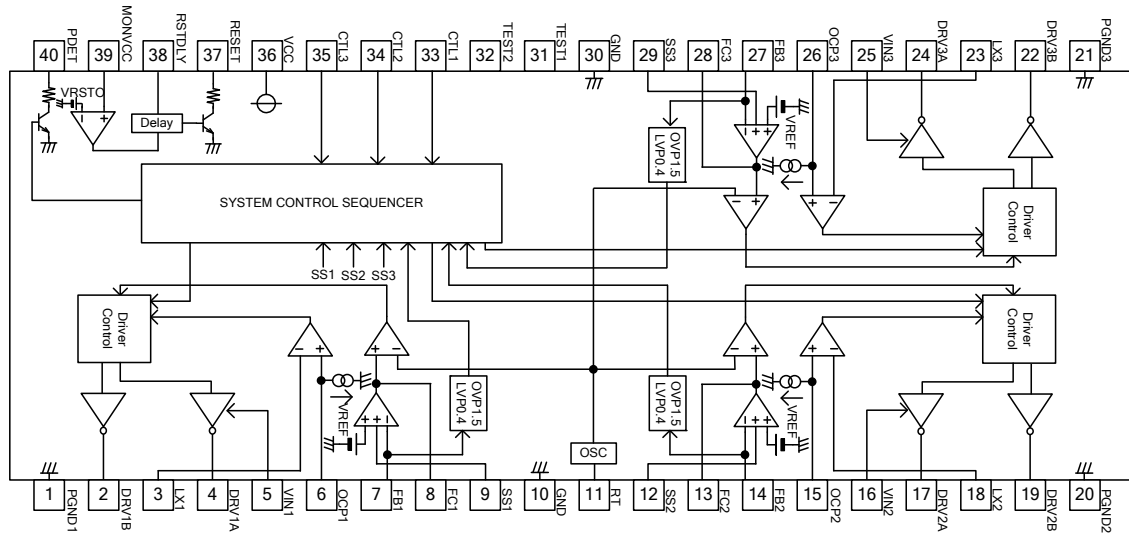 PDET
MONVCC
RSTDLY
RESET
VCC
CTL3
CTL2
CTL1
TEST2
TEST1
GND
SS3
FC3
FB3
OCP3
VIN3
DRV3A
LX3
DRV3B
PGND3
40
39
38
37
36
35
34
33
32
31
30
29
28
27
26
25
24
23
22
21
VRSTO
Delay
OVP1.5
LVP0.4
VREF
SYSTEM CONTROL SEQUENCER
Driver
Control
SS1
SS2
SS3
Driver
Control
Driver
Control
VREF
OVP1.5
LVP0.4
OSC
OVP1.5
LVP0.4
VREF
1
2
3
4
5
6
7
8
9
10
11
12
13
14
15
16
17
18
19
20
PGND1
DRV1B
LX1
DRV1A
VIN1
OCP1
FB1
FC1
SS1
GND
RT
SS2
FC2
FB2
OCP2
VIN2
DRV2A
LX2
DRV2B
PGND2